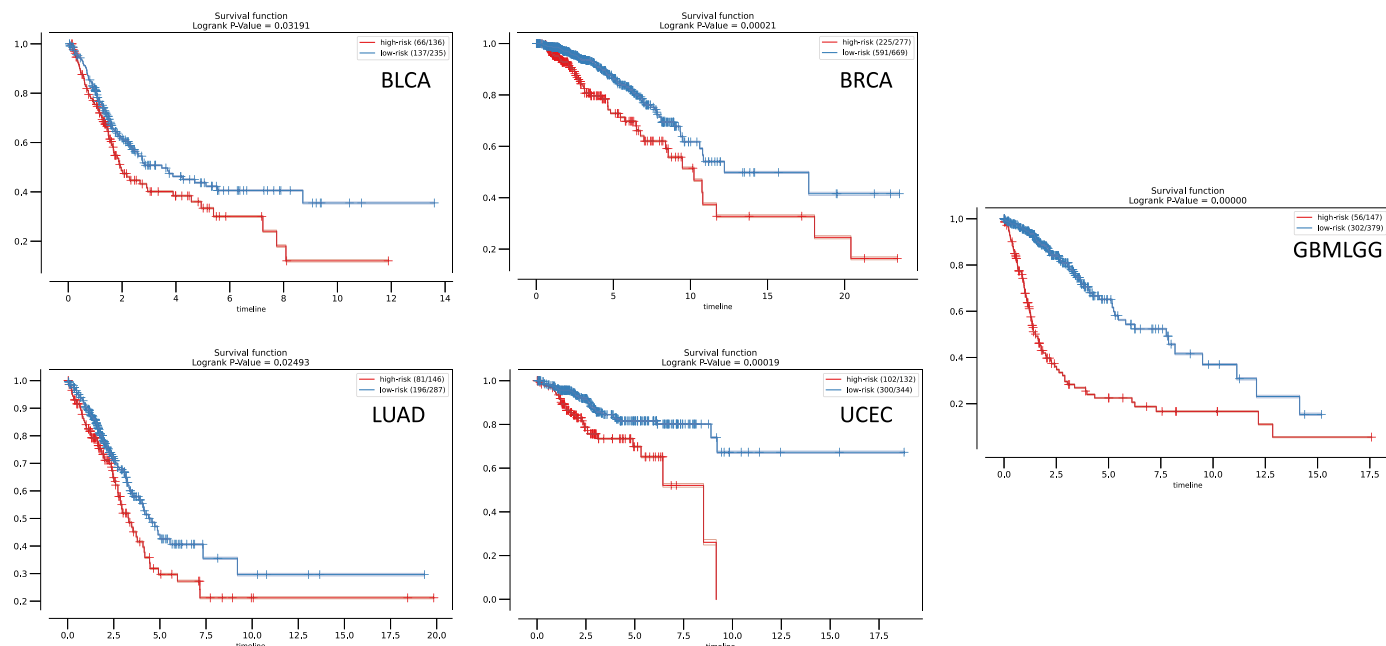 Survival function
Logrank P-Value = 0,03191
high-risk (66/136)
low-risk (137/235)
BLCA
1,0
0,8
0,6
0,4
0,2
0 2 4 6 8 10 12 14
timeline
Survival function
Logrank P-Value = 0,00021
high-risk (225/277)
low-risk (591/669)
BRCA
1,0
0,8
0,6
0,4
0,2
0 5 10 15 20
timeline
Survival function
Logrank P-Value = 0,00000
high-risk (56/147)
low-risk (302/379)
GBMLGG
1,0
0,8
0,6
0,4
0,2
0.0 2.5 5.0 7.5 10.0 12.5 15.0 17.5
timeline
Survival function
Logrank P-Value = 0,02493
high-risk (81/146)
low-risk (196/287)
LUAD
1.0
0.9
0.8
0.7
0.6
0.5
0.4
0.3
0.2
0.0 2.5 5.0 7.5 10.0 12.5 15.0 17.5 20.0
timeline
Survival function
Logrank P-Value = 0,00019
high-risk (102/132)
low-risk (300/344)
UCEC
1.0
0.8
0.6
0.4
0.2
0.0
0.0 2.5 5.0 7.5 10.0 12.5 15.0 17.5
timeline